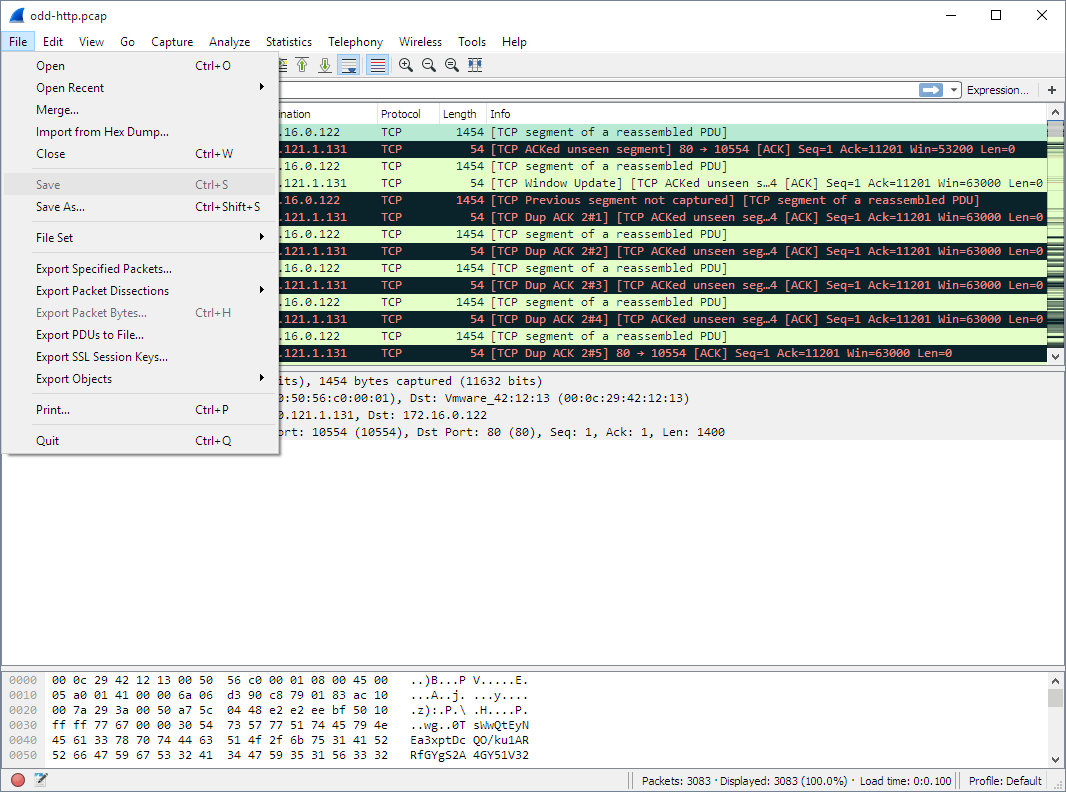 odd-http.pcap
File Edit View Go Capture Analyze Statistics Telephony Wireless Tools Help
Open Ctrl+O
Open Recent
Merge...
Import from Hex Dump...
Close Ctrl+W
Save Ctrl+S
Save As... Ctrl+Shift+S
File Set
Export Specified Packets...
Export Packet Dissections
Export Packet Bytes... Ctrl+H
Export PDUs to File...
Export SSL Session Keys...
Export Objects
Print... Ctrl+P
Quit Ctrl+Q
Expression... +
ination Protocol Length Info
.16.0.122 TCP 1454 [TCP segment of a reassembled PDU]
.121.1.131 TCP 54 [TCP ACKed unseen segment] 80 → 10554 [ACK] Seq=1 Ack=11201 Win=53200 Len=0
.16.0.122 TCP 1454 [TCP segment of a reassembled PDU]
.121.1.131 TCP 54 [TCP Window Update] [TCP ACKed unseen s…4 [ACK] Seq=1 Ack=11201 Win=63000 Len=0
.16.0.122 TCP 1454 [TCP Previous segment not captured] [TCP segment of a reassembled PDU]
.121.1.131 TCP 54 [TCP Dup ACK 2#1] [TCP ACKed unseen seg…4 [ACK] Seq=1 Ack=11201 Win=63000 Len=0
.16.0.122 TCP 1454 [TCP segment of a reassembled PDU]
.121.1.131 TCP 54 [TCP Dup ACK 2#2] [TCP ACKed unseen seg…4 [ACK] Seq=1 Ack=11201 Win=63000 Len=0
.16.0.122 TCP 1454 [TCP segment of a reassembled PDU]
.121.1.131 TCP 54 [TCP Dup ACK 2#3] [TCP ACKed unseen seg…4 [ACK] Seq=1 Ack=11201 Win=63000 Len=0
.16.0.122 TCP 1454 [TCP segment of a reassembled PDU]
.121.1.131 TCP 54 [TCP Dup ACK 2#4] [TCP ACKed unseen seg…4 [ACK] Seq=1 Ack=11201 Win=63000 Len=0
.16.0.122 TCP 1454 [TCP segment of a reassembled PDU]
.121.1.131 TCP 54 [TCP Dup ACK 2#5] 80 → 10554 [ACK] Seq=1 Ack=11201 Win=63000 Len=0
its), 1454 bytes captured (11632 bits)
0:50:56:c0:00:01), Dst: Vmware_42:12:13 (00:0c:29:42:12:13)
0.121.1.131, Dst: 172.16.0.122
ort: 10554 (10554), Dst Port: 80 (80), Seq: 1, Ack: 1, Len: 1400
0000 00 0c 29 42 12 13 00 50 56 c0 00 01 08 00 45 00 ..)B...P V.....E.
0010 05 a0 01 41 00 00 6a 06 d3 90 c8 79 01 83 ac 10 ...A..j. ...y....
0020 00 7a 29 3a 00 50 a7 5c 04 48 e2 e2 ee bf 50 10 .z):.P.\ .H....P.
0030 ff ff 77 67 00 00 30 54 73 57 77 51 74 45 79 4e ..wg..0T sWwQtEyN
0040 45 61 33 78 70 74 44 63 51 4f 2f 6b 75 31 41 52 Ea3xptDc QO/ku1AR
0050 52 66 47 59 67 53 32 41 34 47 59 35 31 56 33 32 RfGYgS2A 4GY51V32
Packets: 3083 · Displayed: 3083 (100.0%) · Load time: 0:0.100 Profile: Default